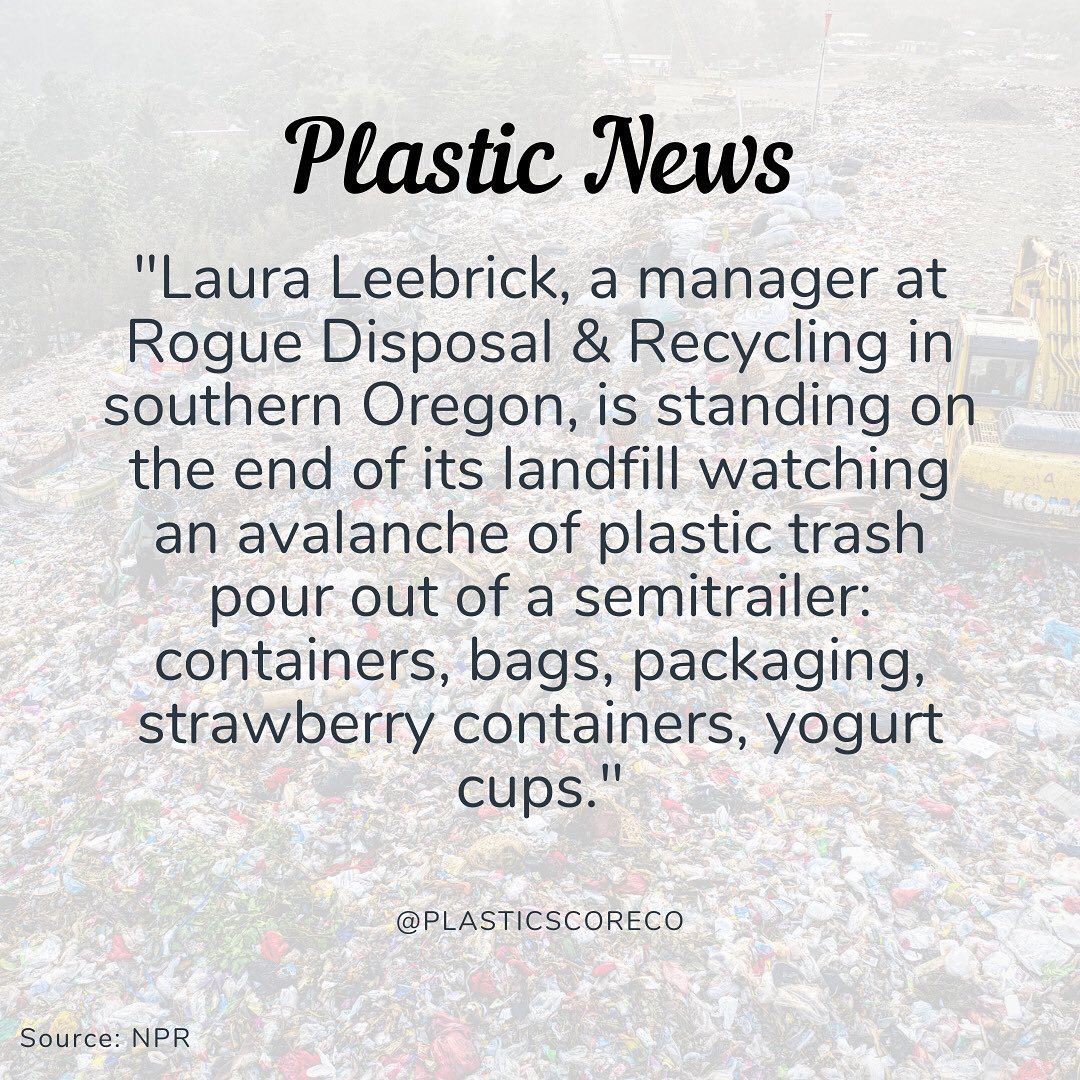 Plastic News
"Laura Leebrick, a manager at
Rogue Disposal & Recycling in
southern Oregon, is standing on
the end of its landfill watching
an avalanche of plastic trash
pour out of a semitrailer:
containers, bags, packaging,
strawberry containers, yogurt
cups."
@PLASTICSCORECO
Source: NPR